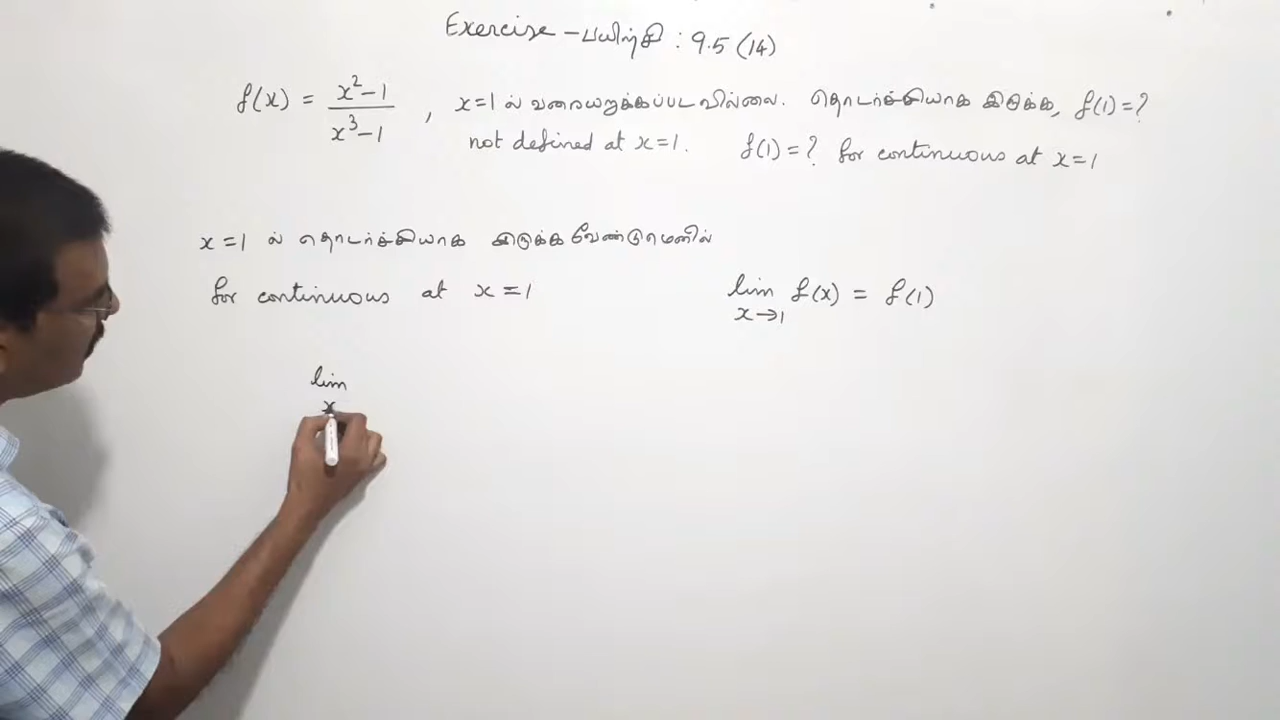 Exercise - பயிற்சி : 9.5 (14)
f(x) = x²-1 / x³-1 , x=1 ல் வரையறுக்கப்படவில்லை. தொடர்ச்சியாக இருக்க, f(1)=?
not defined at x=1. f(1)=? for continuous at x=1
x=1 ல் தொடர்ச்சியாக இருக்க வேண்டுமெனில்
for continuous at x=1 lim x→1 f(x) = f(1)
lim
x